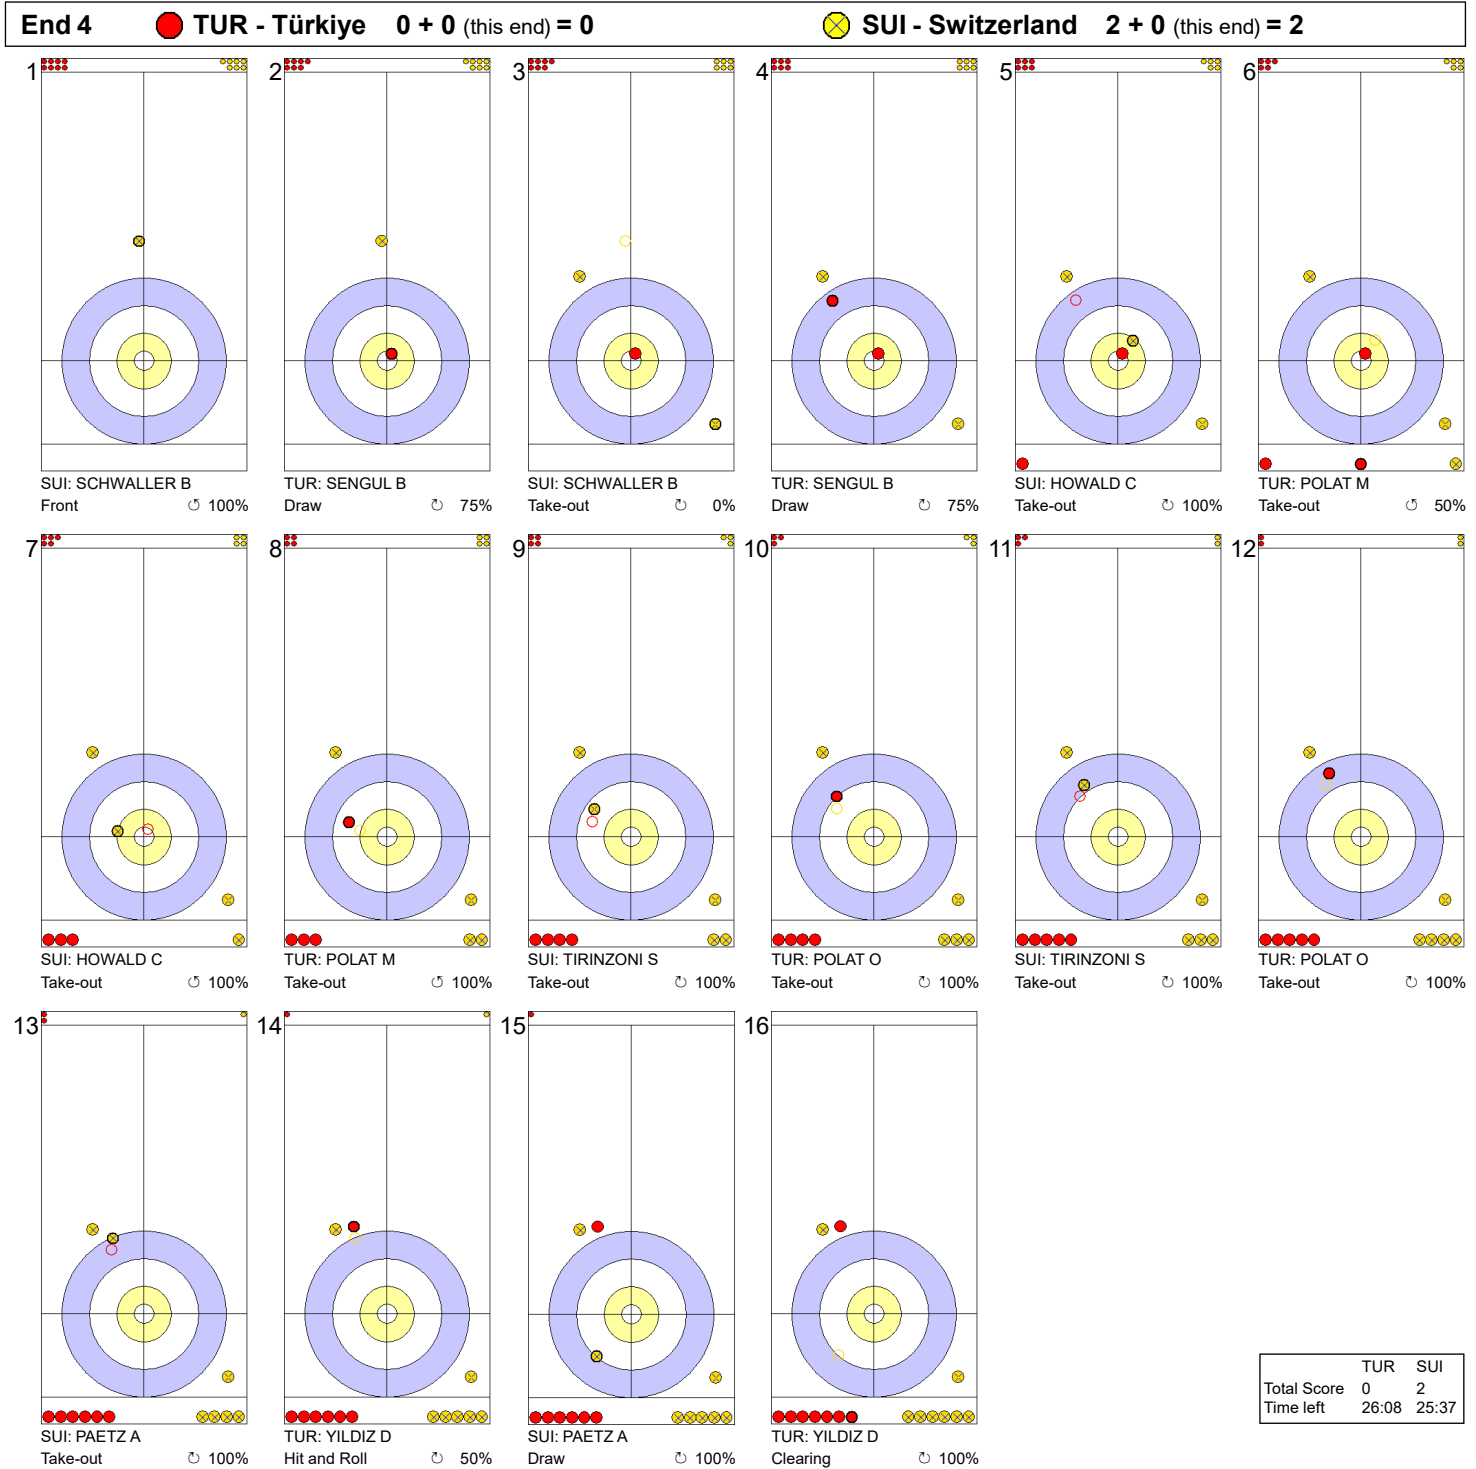 End 4 TUR - Türkiye 0 + 0 (this end) = 0 SUI - Switzerland 2 + 0 (this end) = 2
1 2 3 4 5 6
SUI: SCHWALLER B TUR: SENGUL B SUI: SCHWALLER B TUR: SENGUL B SUI: HOWALD C TUR: POLAT M
Front ↺ 100% Draw ↻ 75% Take-out ↻ 0% Draw ↻ 75% Take-out ↻ 100% Take-out ↺ 50%
7 8 9 10 11 12
SUI: HOWALD C TUR: POLAT M SUI: TIRINZONI S TUR: POLAT O SUI: TIRINZONI S TUR: POLAT O
Take-out ↺ 100% Take-out ↺ 100% Take-out ↻ 100% Take-out ↻ 100% Take-out ↻ 100% Take-out ↻ 100%
13 14 15 16
SUI: PAETZ A TUR: YILDIZ D SUI: PAETZ A TUR: YILDIZ D
Take-out ↻ 100% Hit and Roll ↻ 50% Draw ↻ 100% Clearing ↻ 100%
TUR SUI
Total Score 0 2
Time left 26:08 25:37